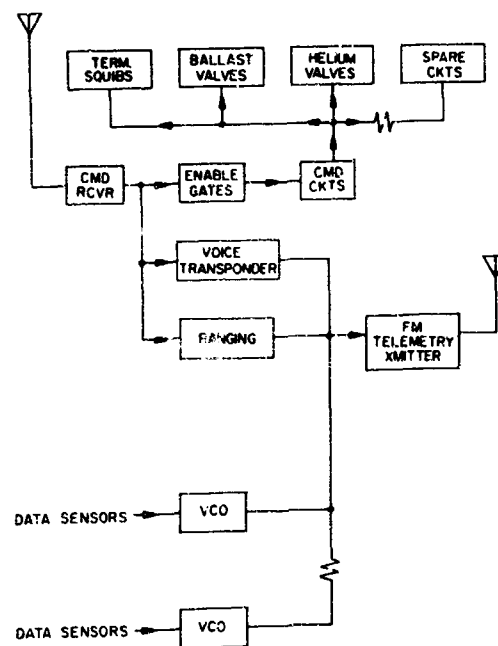 TERM.
SQUIBS
BALLAST
VALVES
HELIUM
VALVES
SPARE
CKTS
CMD
RCVR
ENABLE
GATES
CMD
CKTS
VOICE
TRANSPONDER
RANGING
FM
TELEMETRY
XMITTER
DATA SENSORS
VCO
DATA SENSORS
VCO